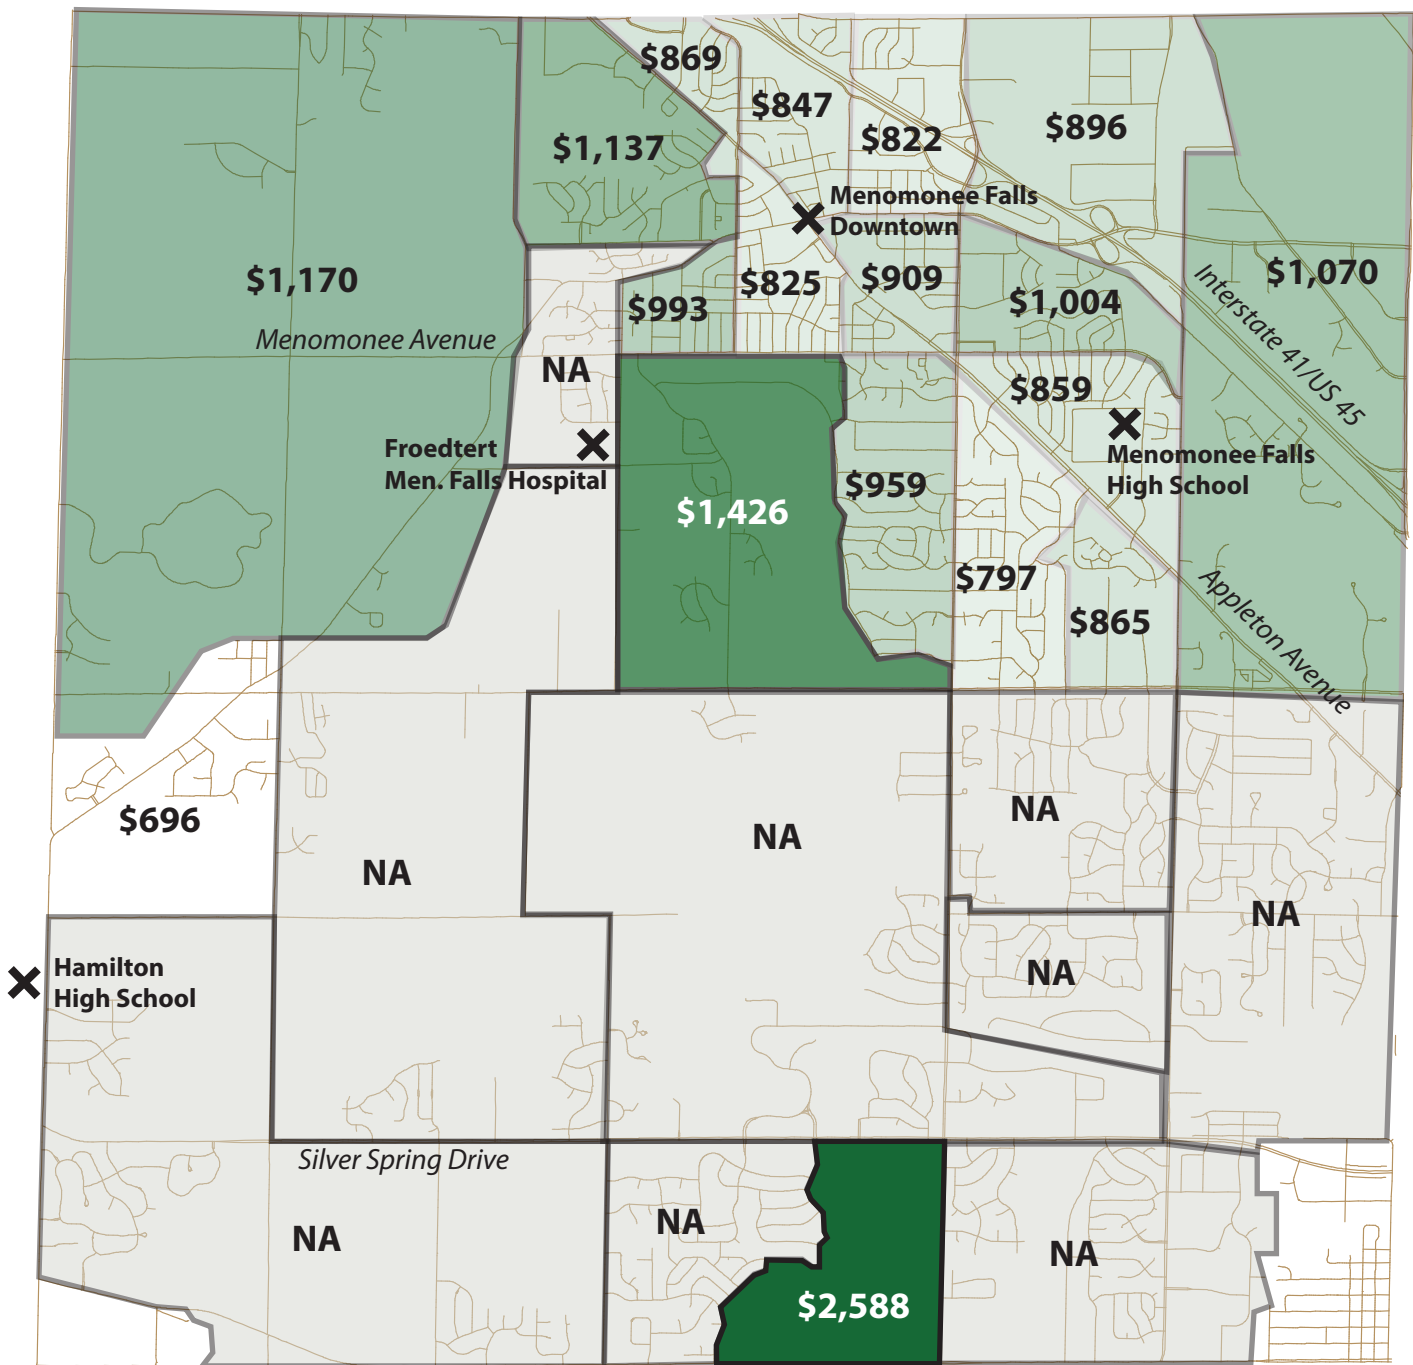 $869
$847
$822
$896
$1,137
Menomonee Falls
Downtown
$1,170
$825
$909
$1,070
$993
$1,004
Interstate 41/US 45
Menomonee Avenue
NA
$859
Froedtert
Men. Falls Hospital
Menomonee Falls
High School
$1,426
$959
$797
$865
Appleton Avenue
$696
NA
NA
NA
NA
NA
Hamilton
High School
Silver Spring Drive
NA
NA
NA
$2,588